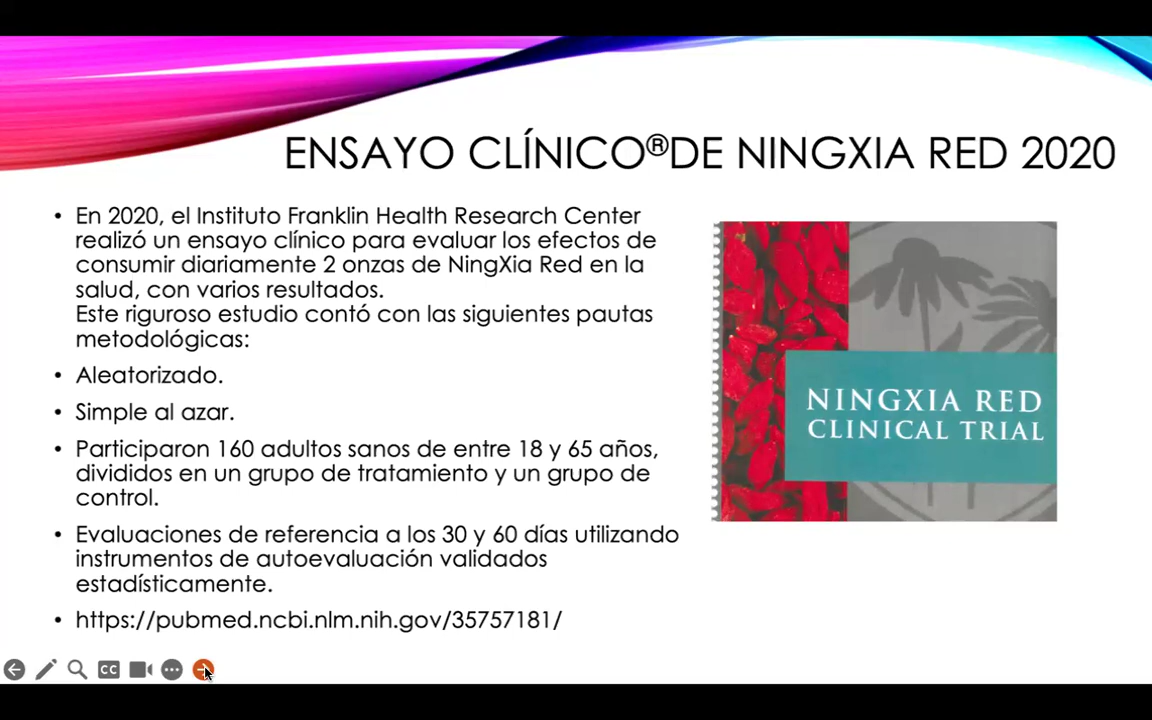 ENSAYO CLÍNICO®DE NINGXIA RED 2020
• En 2020, el Instituto Franklin Health Research Center
realizó un ensayo clínico para evaluar los efectos de
consumir diariamente 2 onzas de NingXia Red en la
salud, con varios resultados.
Este riguroso estudio contó con las siguientes pautas
metodológicas:
• Aleatorizado.
• Simple al azar.
• Participaron 160 adultos sanos de entre 18 y 65 años,
divididos en un grupo de tratamiento y un grupo de
control.
• Evaluaciones de referencia a los 30 y 60 días utilizando
instrumentos de autoevaluación validados
estadísticamente.
• https://pubmed.ncbi.nlm.nih.gov/35757181/
NINGXIA RED
CLINICAL TRIAL
CC